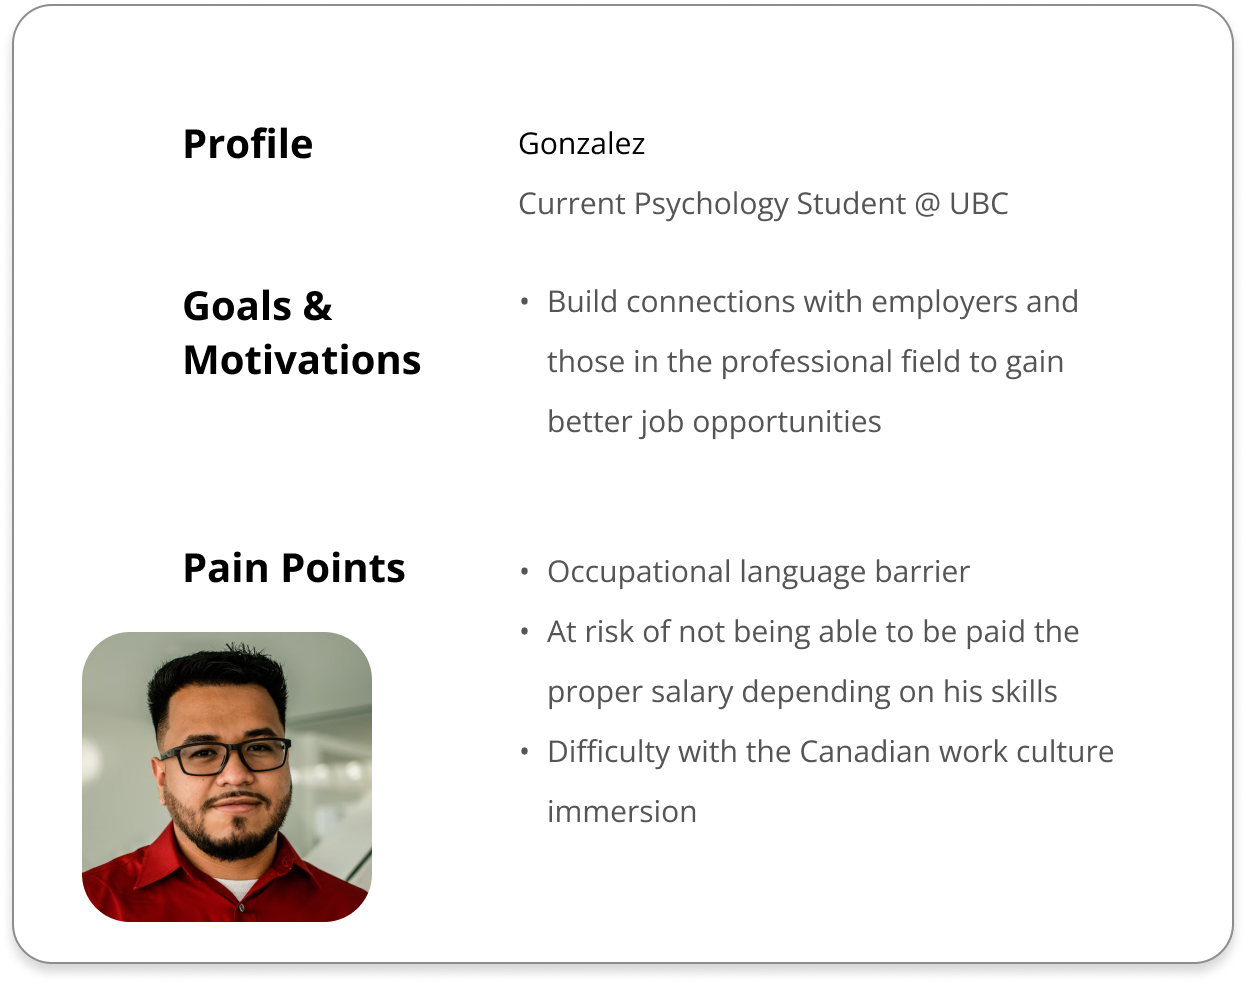 Profile
Gonzalez
Current Psychology Student @ UBC
Goals &
Motivations
• Build connections with employers and
those in the professional field to gain
better job opportunities
Pain Points
• Occupational language barrier
• At risk of not being able to be paid the
proper salary depending on his skills
• Difficulty with the Canadian work culture
immersion